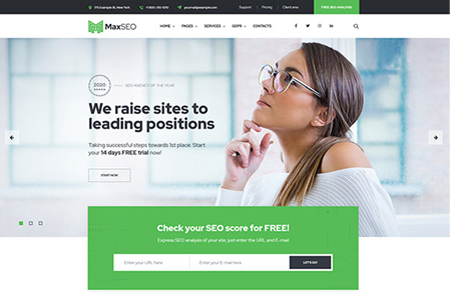 175 Example St, New York
+1 800-310-1010
yourmail@example.com
Support
Pricing
Client area
FREE SEO ANALYSIS
MaxSEO
HOME
PAGES
SERVICES
GDPR
CONTACTS
2020
SEO AGENCY OF THE YEAR
We raise sites to
leading positions
Taking successful steps towards 1st place. Start
your 14 days FREE trial now!
START NOW
Check your SEO score for FREE!
Express SEO analysis of your site, just enter the URL and E-mail
Enter your URL here
Enter your E-mail here
LET'S GO!